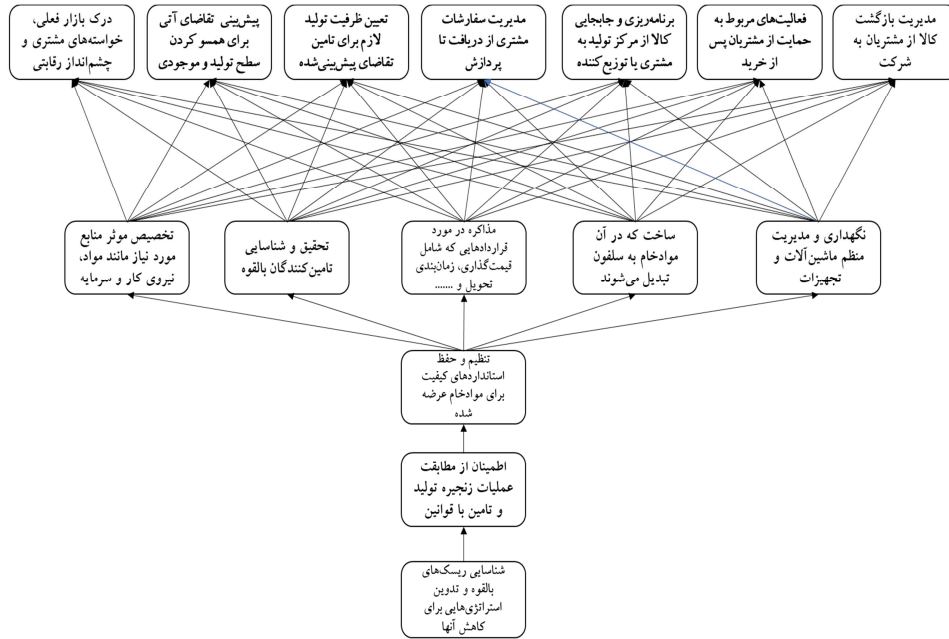 مدیریت بازگشت
کالا از مشتریان به
شرکت
فعالیت‌های مربوط به
حمایت از مشتریان پس
از خرید
برنامه‌ریزی و جابجایی
کالا از مرکز تولید به
مشتری یا توزیع‌کننده
مدیریت سفارشات
مشتری از دریافت تا
پردازش
تعیین ظرفیت تولید
لازم برای تامین
تقاضای پیش‌بینی‌شده
پیش‌بینی تقاضای آتی
برای همسو کردن
سطح تولید و موجودی
درک بازار فعلی،
خواسته‌های مشتری و
چشم‌انداز رقابتی
نگهداری و مدیریت
منظم ماشین‌آلات و
تجهیزات
ساخت که در آن
موادخام به سلفون
تبدیل می‌شوند
مذاکره در مورد
قراردادهایی که شامل
قیمت‌گذاری، زمان‌بندی
تحویل و .......
تحقیق و شناسایی
تامین‌کنندگان بالقوه
تخصیص موثر منابع
مورد نیاز مانند مواد،
نیروی کار و سرمایه
تنظیم و حفظ
استانداردهای کیفیت
برای موادخام عرضه
شده
اطمینان از مطابقت
عملیات زنجیره تولید
و تامین با قوانین
شناسایی ریسک‌های
بالقوه و تدوین
استراتژی‌هایی برای
کاهش آنها